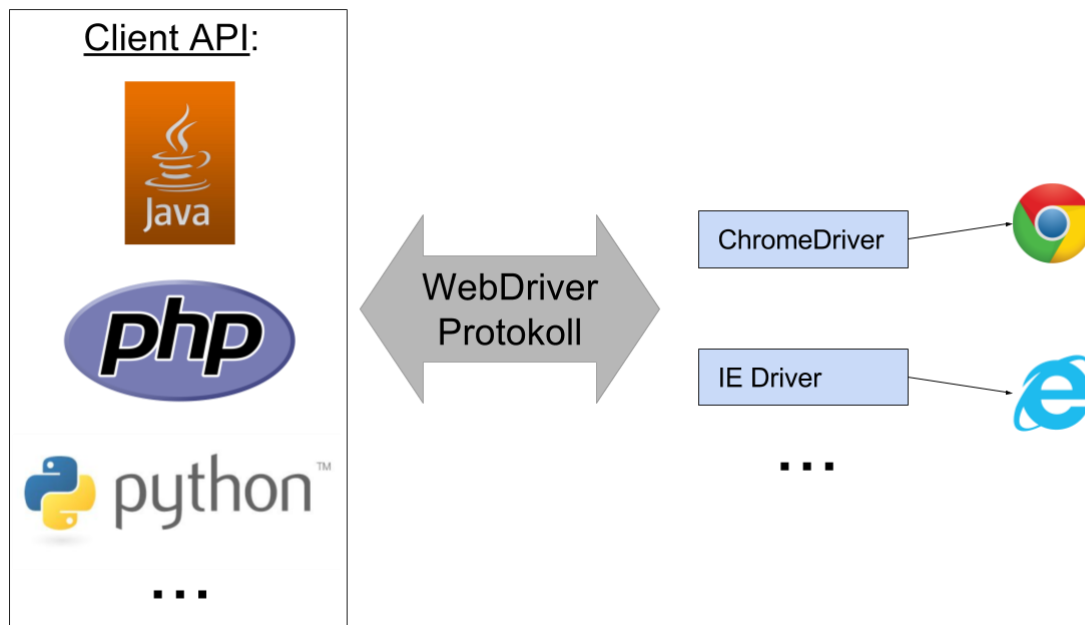 Client API:
Java
php
python™
...
WebDriver
Protokoll
ChromeDriver
IE Driver
...